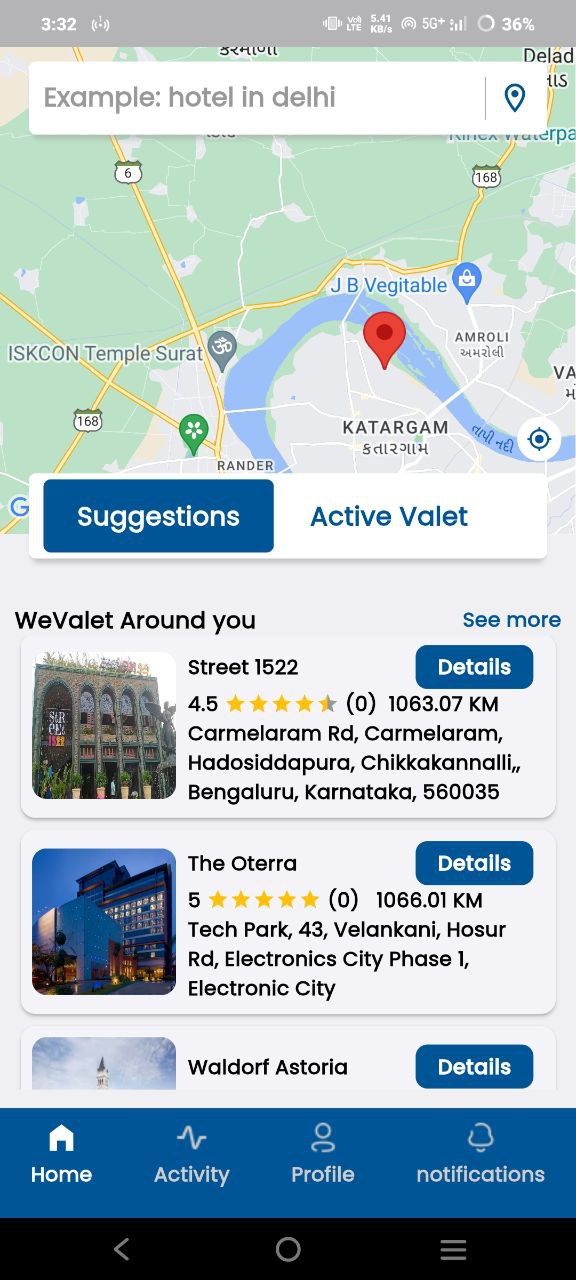 3:32
Vo)
LTE
5.41
KB/s
5G+
36%
Delad
Example: hotel in delhi
6
168
J B Vegitable
AMROLI
અમરોલી
ISKCON Temple Surat
VA
168
KATARGAM
કતારગામ
તાપી નદી
RANDER
G
Suggestions
Active Valet
WeValet Around you
See more
Street 1522
Details
4.5 (0) 1063.07 KM
Carmelaram Rd, Carmelaram,
Hadosiddapura, Chikkakannalli,,
Bengaluru, Karnataka, 560035
The Oterra
Details
5 (0) 1066.01 KM
Tech Park, 43, Velankani, Hosur
Rd, Electronics City Phase 1,
Electronic City
Waldorf Astoria
Details
Home
Activity
Profile
notifications